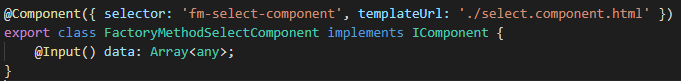 @Component({ selector: 'fm-select-component', templateUrl: './select.component.html' })
export class FactoryMethodSelectComponent implements IComponent {
    @Input() data: Array<any>;
}